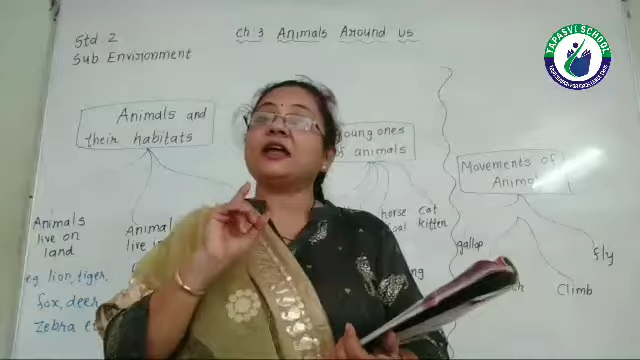 Std 2
Sub Environment
Ch:3 Animals Around us
TAPASVI SCHOOL
Animals and
their habitats
young ones
of animals
Movements of
Animals
live on
land
eg lion, tiger,
fox, deer
zebra
Animal
live
horse
cat
kitten
gallop
fly
Climb